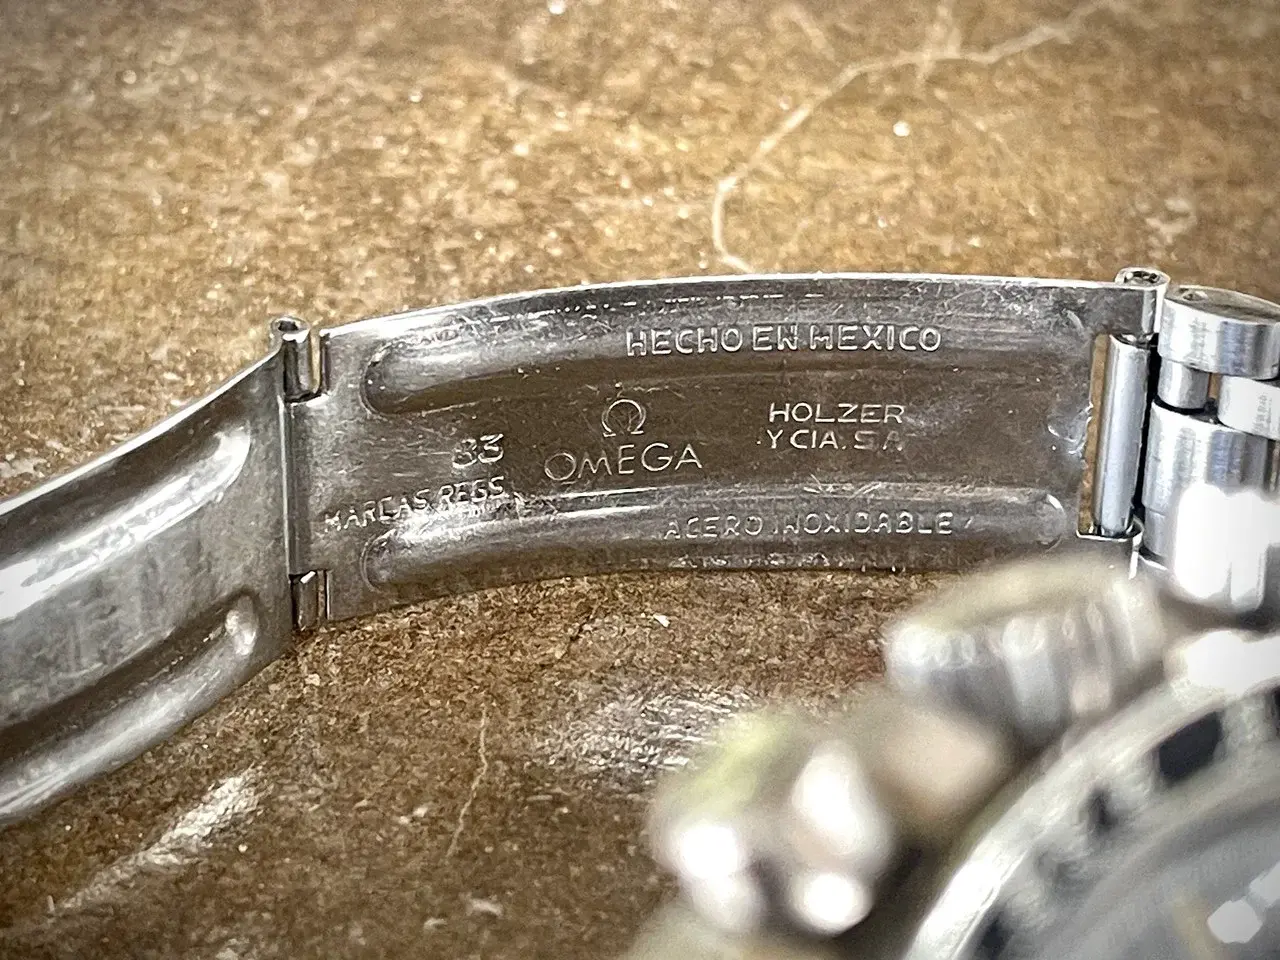 HECHO EN MEXICO
Ω
OMEGA
HOLZER
Y CIA. S.A.
33
MARCAS REGS.
ACERO INOXIDABLE